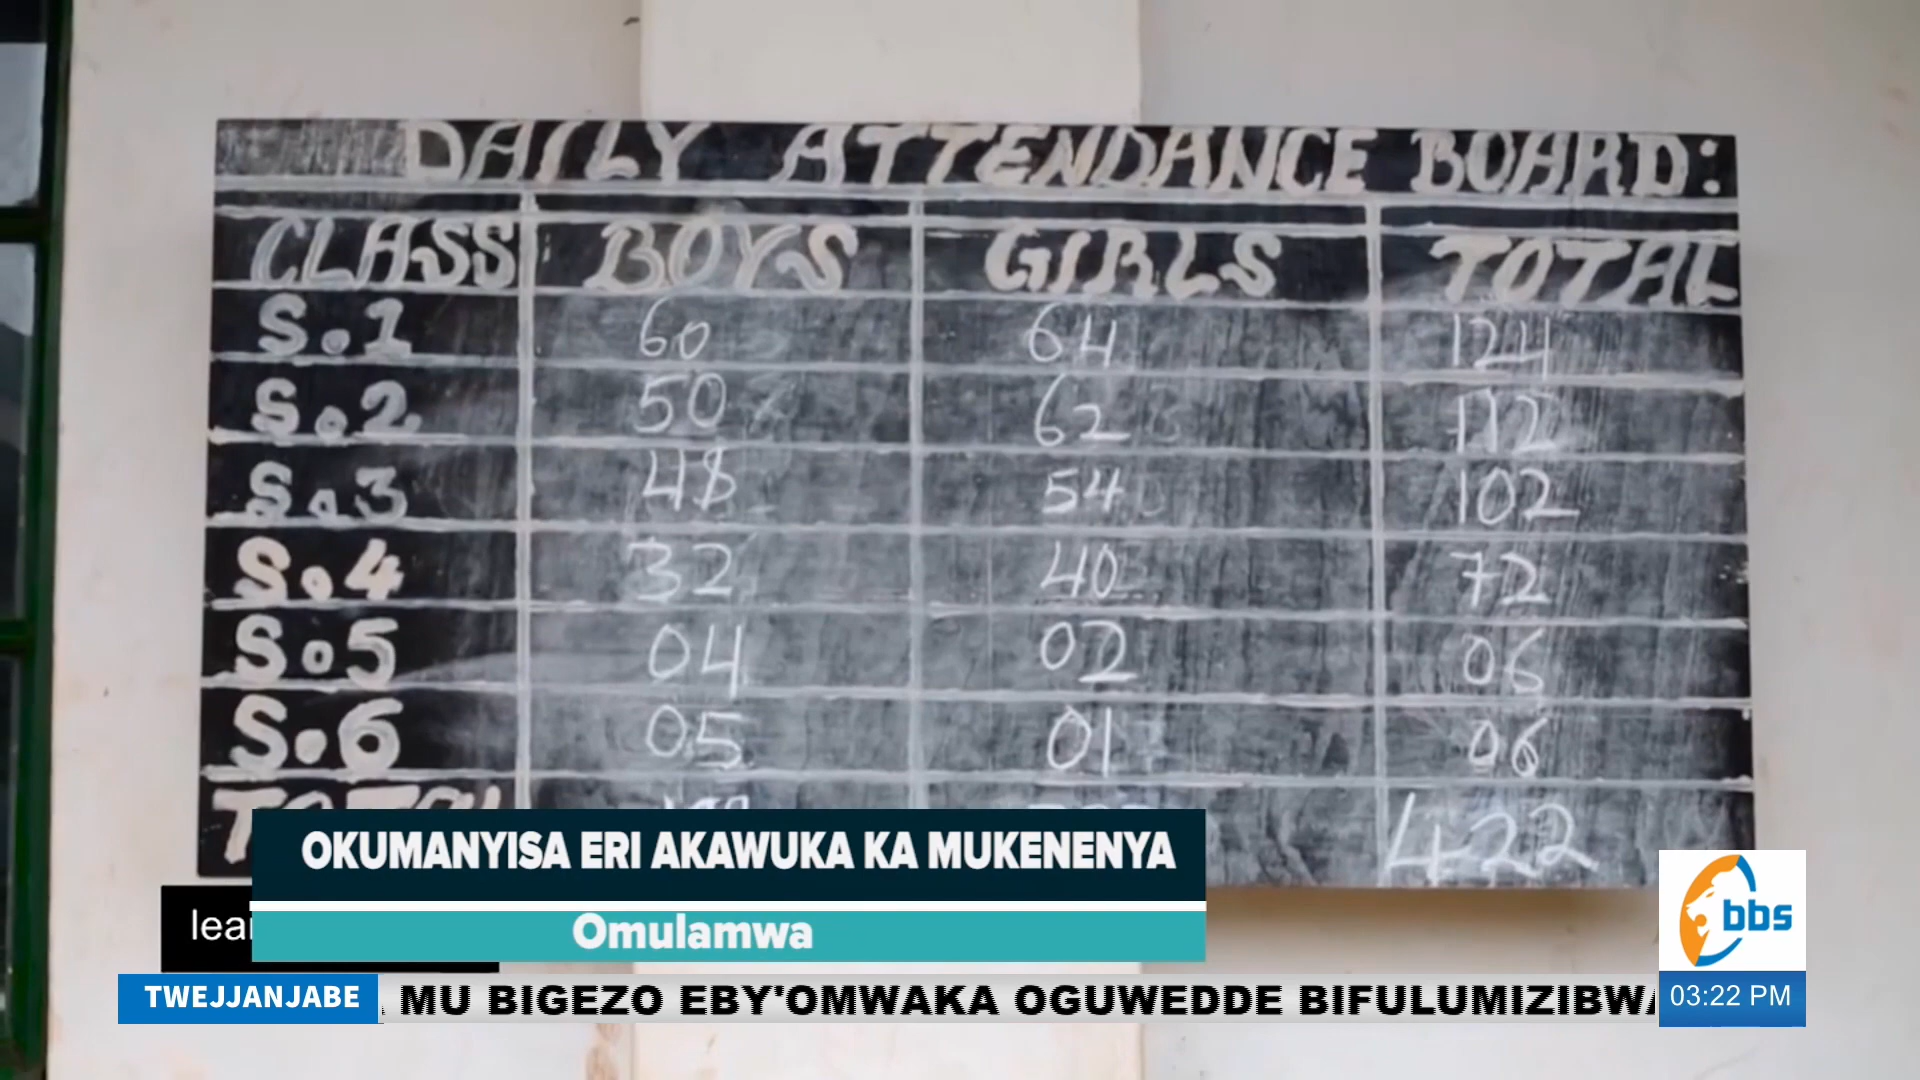 DAILY ATTENDANCE BOARD:
CLASS BOYS GIRLS TOTAL
S.1 60 64 124
S.2 50 62 112
S.3 48 54 102
S.4 32 40 72
S.5 04 02 06
S.6 05 01 06
422
OKUMANYISA ERI AKAWUKA KA MUKENENYA
Omulamwa
bbs
TWEJJANJABE MU BIGEZO EBY'OMWAKA OGUWEDDE BIFULUMIZIBWA
03:22 PM